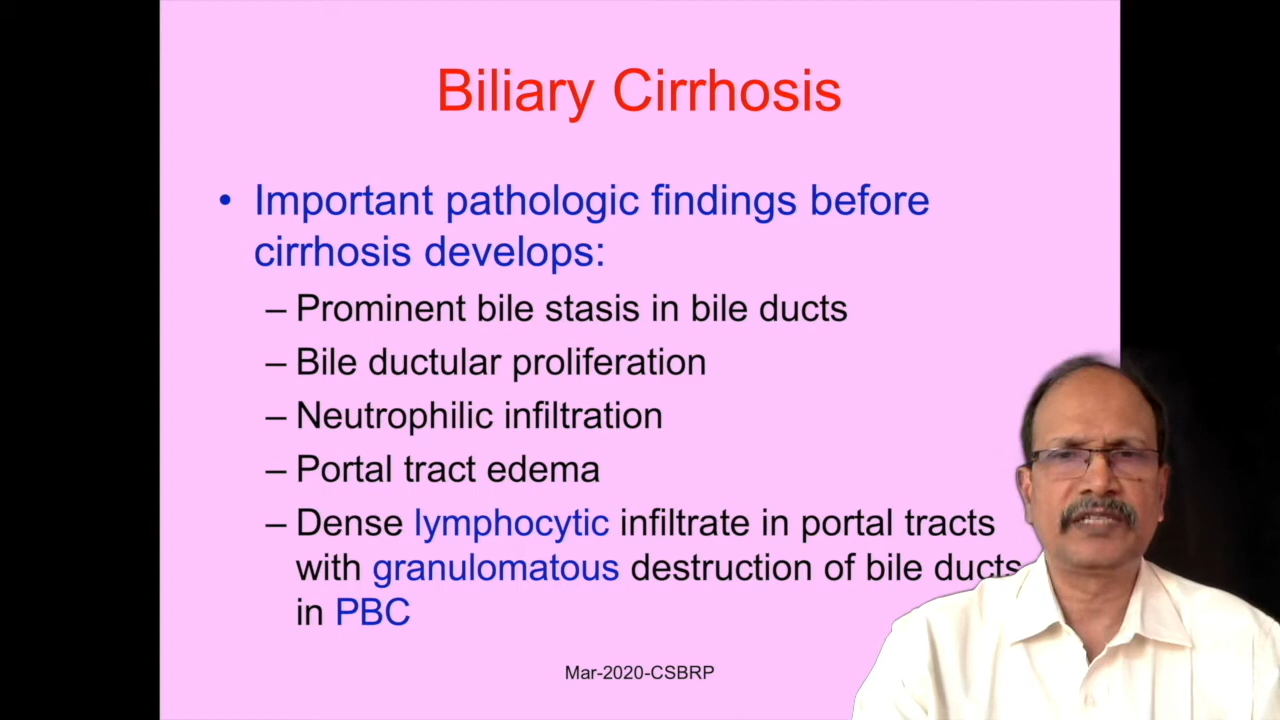 Biliary Cirrhosis
• Important pathologic findings before
cirrhosis develops:
– Prominent bile stasis in bile ducts
– Bile ductular proliferation
– Neutrophilic infiltration
– Portal tract edema
– Dense lymphocytic infiltrate in portal tracts
with granulomatous destruction of bile ducts
in PBC
Mar-2020-CSBRP